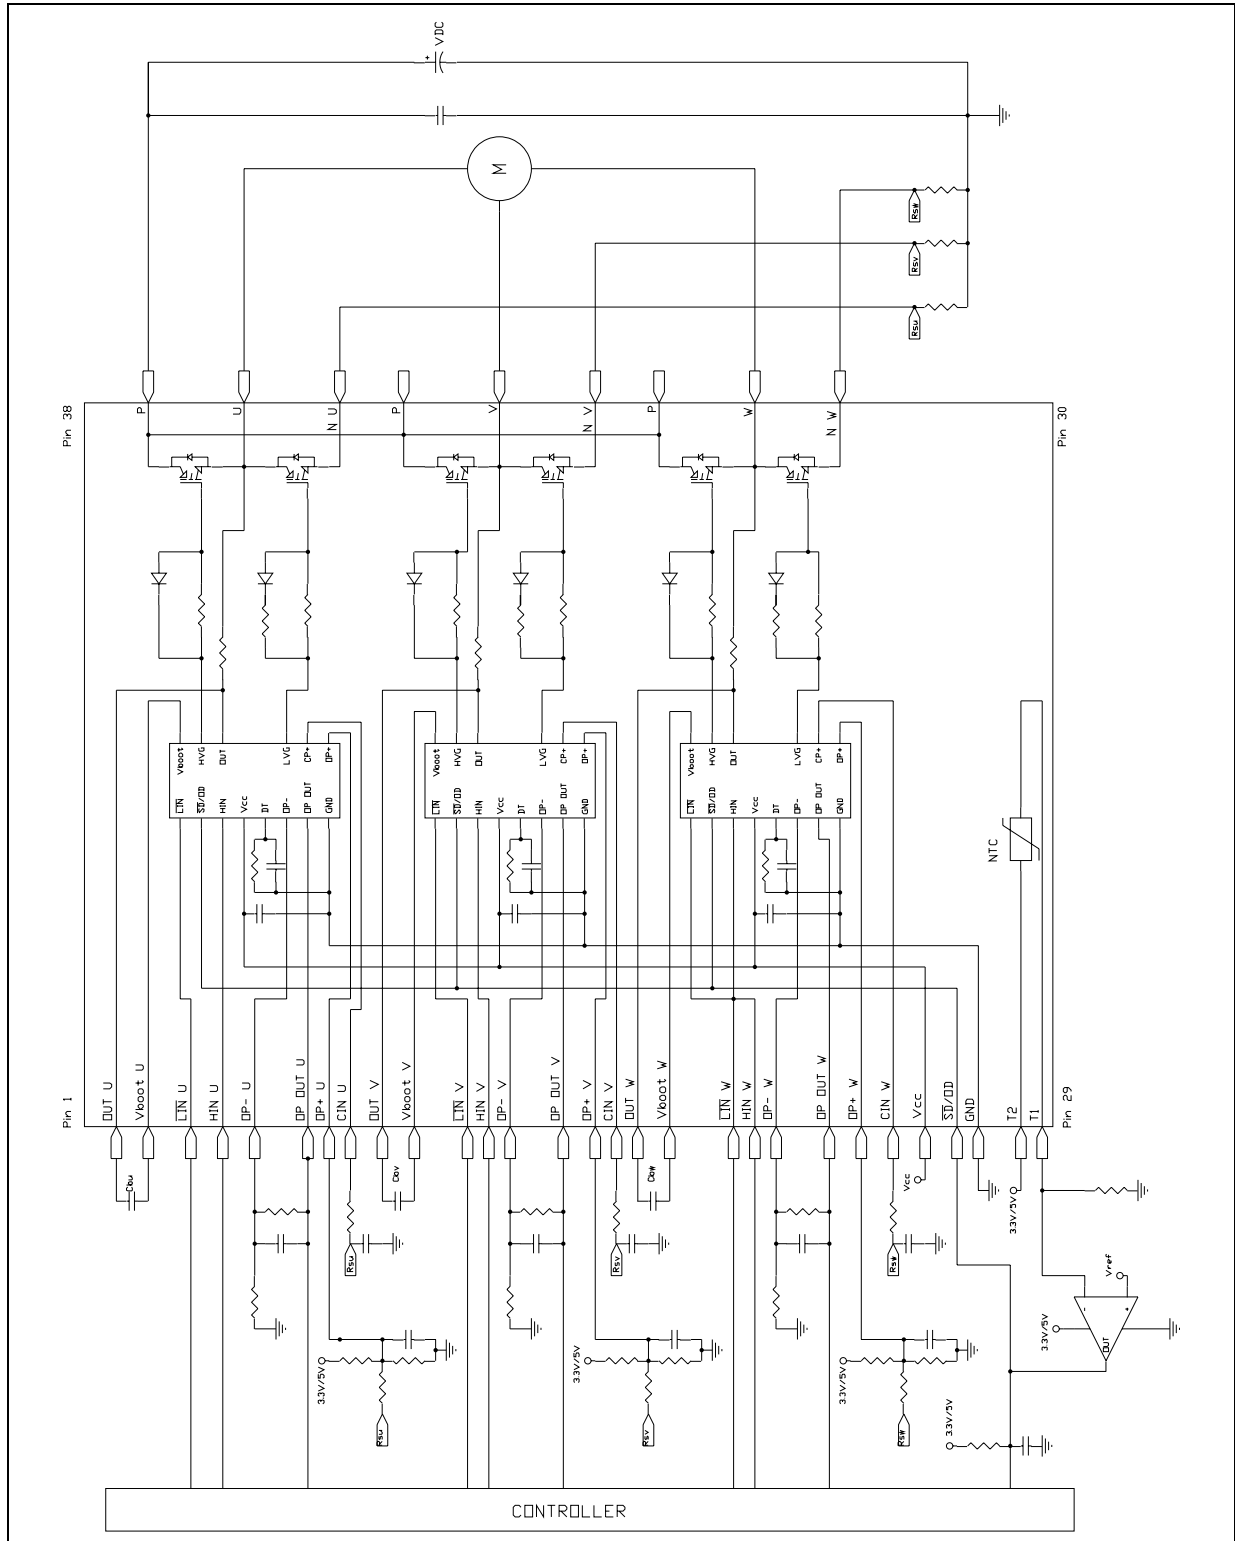 VDC
M
Rsw
Rsv
Rsu
Pin 38
P
U
N U
P
V
N V
P
W
N W
Pin 30
Vboot
HVG
OUT
LVG
CP+
OP+
LIN
SD/OD
HIN
Vcc
DT
OP-
OP OUT
GND
Vboot
HVG
OUT
LVG
CP+
OP+
LIN
SD/OD
HIN
Vcc
DT
OP-
OP OUT
GND
Vboot
HVG
OUT
LVG
CP+
OP+
LIN
SD/OD
HIN
Vcc
DT
OP-
OP OUT
GND
NTC
Pin 1
OUT U
Vboot U
LIN U
HIN U
OP- U
OP OUT U
OP+ U
CIN U
OUT V
Vboot V
LIN V
HIN V
OP- V
OP OUT V
OP+ V
CIN V
OUT W
Vboot W
LIN W
HIN W
OP- W
OP OUT W
OP+ W
CIN W
Vcc
SD/OD
GND
T2
T1
Pin 29
Cbu
Cbv
Cbw
Vcc
3.3V/5V
Rsu
Rsv
Rsw
Vref
3.3V/5V
-
+
OUT
3.3V/5V
3.3V/5V
3.3V/5V
3.3V/5V
Rsu
Rsv
Rsw
CONTROLLER